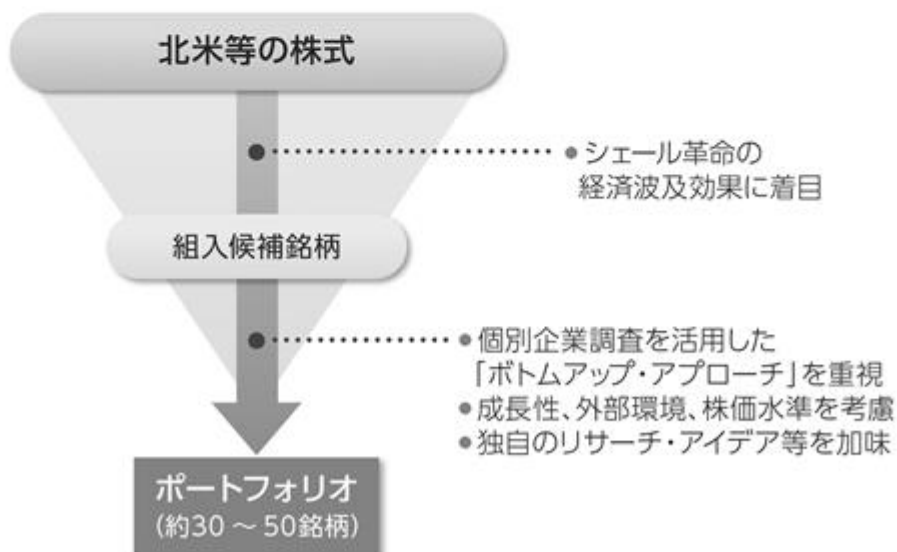 北米等の株式
● シェール革命の
経済波及効果に着目
組入候補銘柄
● 個別企業調査を活用した
「ボトムアップ・アプローチ」を重視
● 成長性、外部環境、株価水準を考慮
● 独自のリサーチ・アイデア等を加味
ポートフォリオ
(約30 ～ 50銘柄)